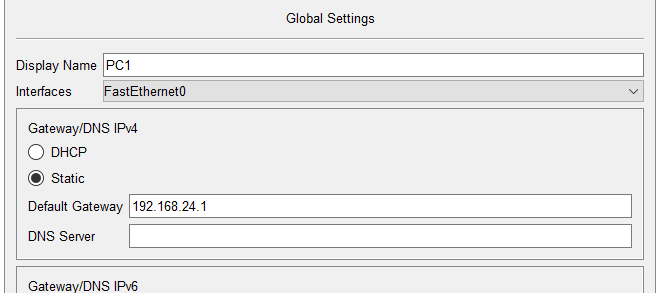 Global Settings
Display Name PC1
Interfaces FastEthernet0
Gateway/DNS IPv4
DHCP
Static
Default Gateway 192.168.24.1
DNS Server
Gateway/DNS IPv6